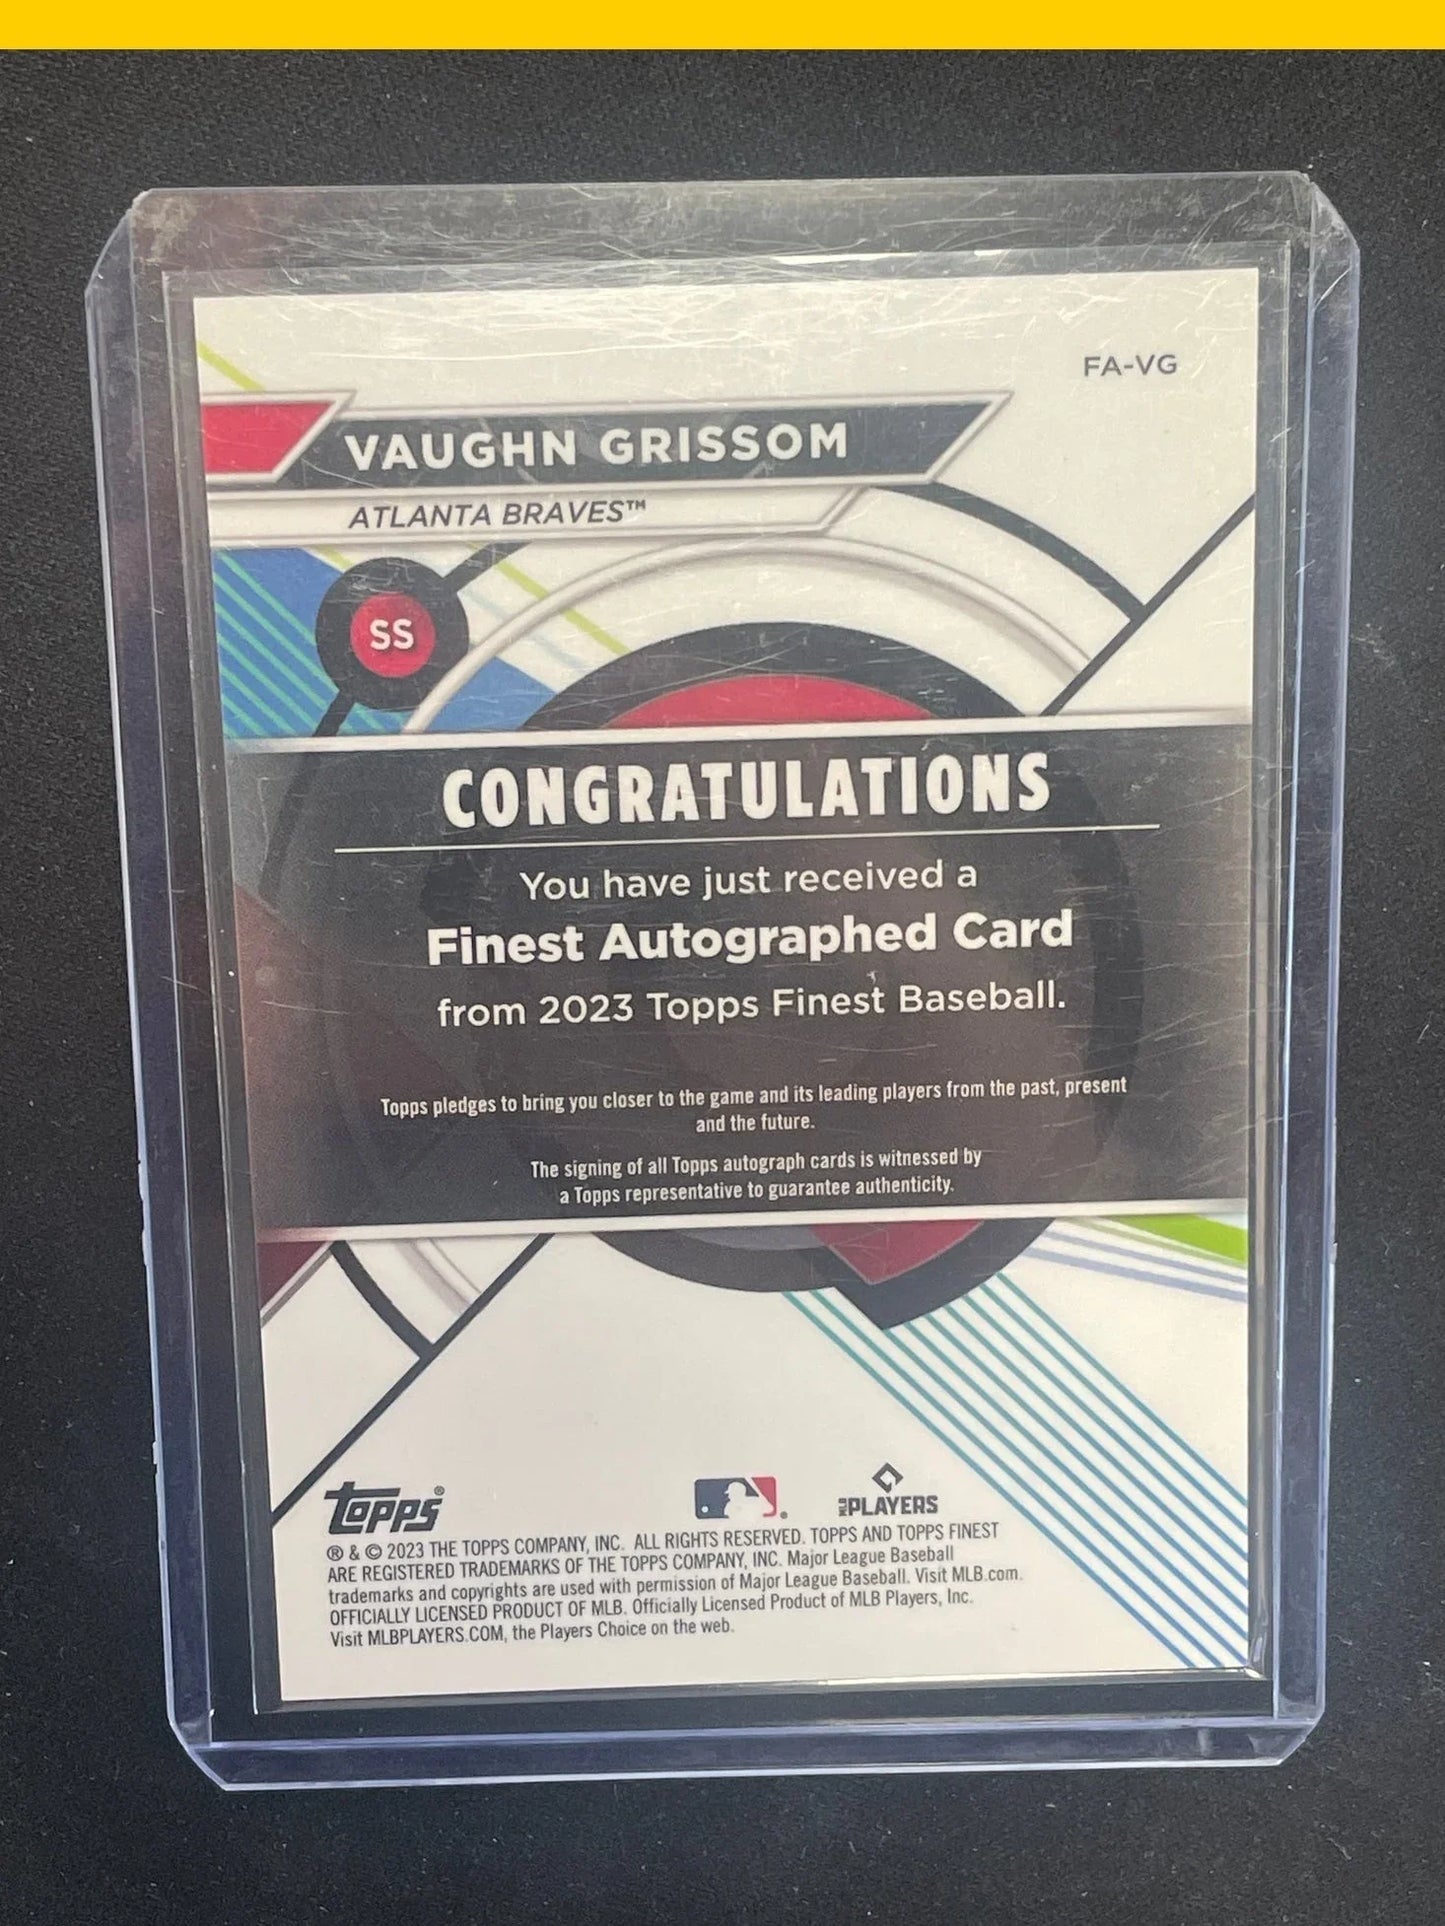 FA-VG
VAUGHN GRISSOM
ATLANTA BRAVES™
SS
CONGRATULATIONS
You have just received a
Finest Autographed Card
from 2023 Topps Finest Baseball.
Topps pledges to bring you closer to the game and its leading players from the past, present
and the future.
The signing of all Topps autograph cards is witnessed by
a Topps representative to guarantee authenticity.
TOPPS®
MLB PLAYERS
® & © 2023 THE TOPPS COMPANY, INC. ALL RIGHTS RESERVED. TOPPS AND TOPPS FINEST
ARE REGISTERED TRADEMARKS OF THE TOPPS COMPANY, INC. Major League Baseball
trademarks and copyrights are used with permission of Major League Baseball. Visit MLB.com.
OFFICIALLY LICENSED PRODUCT OF MLB. Officially Licensed Product of MLB Players, Inc.
Visit MLBPLAYERS.COM, the Players Choice on the web.